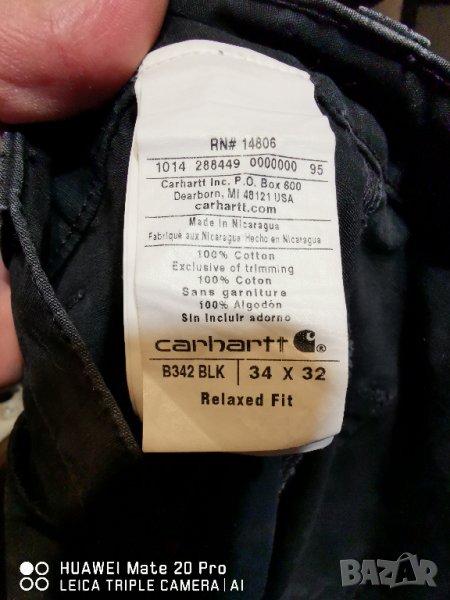 RN# 14806
1014 288449 0000000 95
Carhartt Inc. P.O. Box 600
Dearborn, MI 48121 USA
carhartt.com
Made in Nicaragua
Fabriqué aux Nicaragua Hecho en Nicaragua
100% Cotton
Exclusive of trimming
100% Coton
Sans garniture
100% Algodón
Sin incluir adorno
carhartt ®
B342 BLK 34 X 32
Relaxed Fit
HUAWEI Mate 20 Pro
LEICA TRIPLE CAMERA | AI
BAZAR